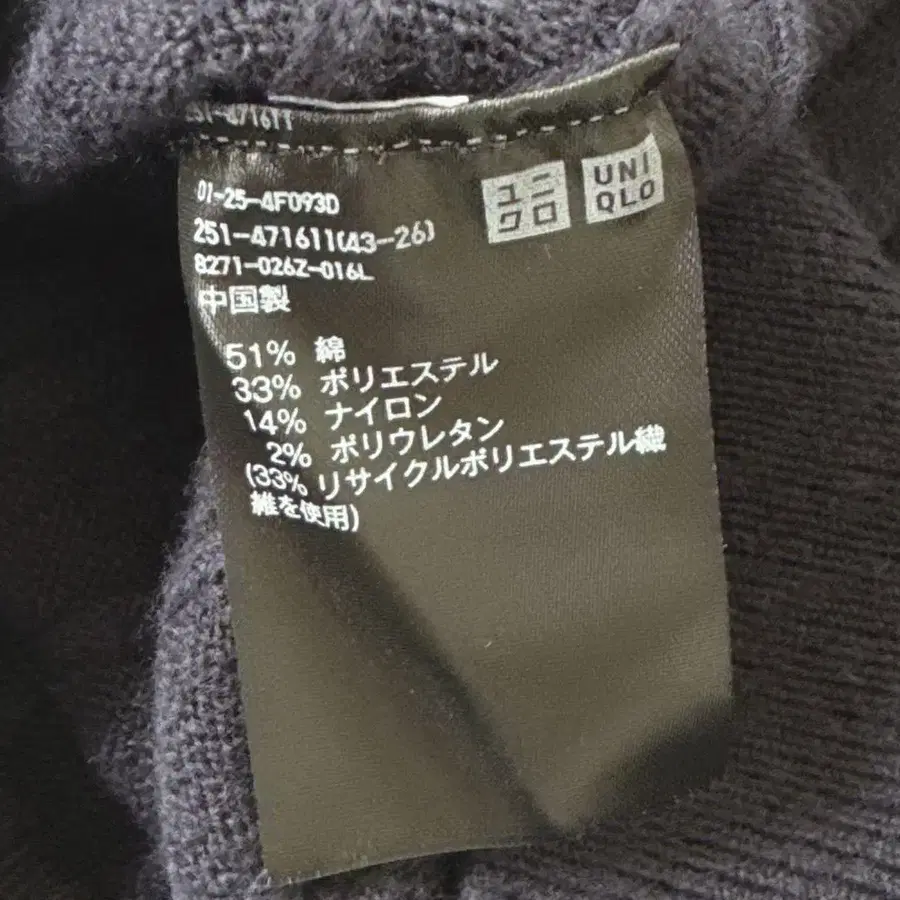 251-471611
01-25-4F093D
ユニ
クロ
UNI
QLO
251-471611(43-26)
8271-026Z-016L
中国製
51% 綿
33% ポリエステル
14% ナイロン
2% ポリウレタン
(33% リサイクルポリエステル繊
維を使用)